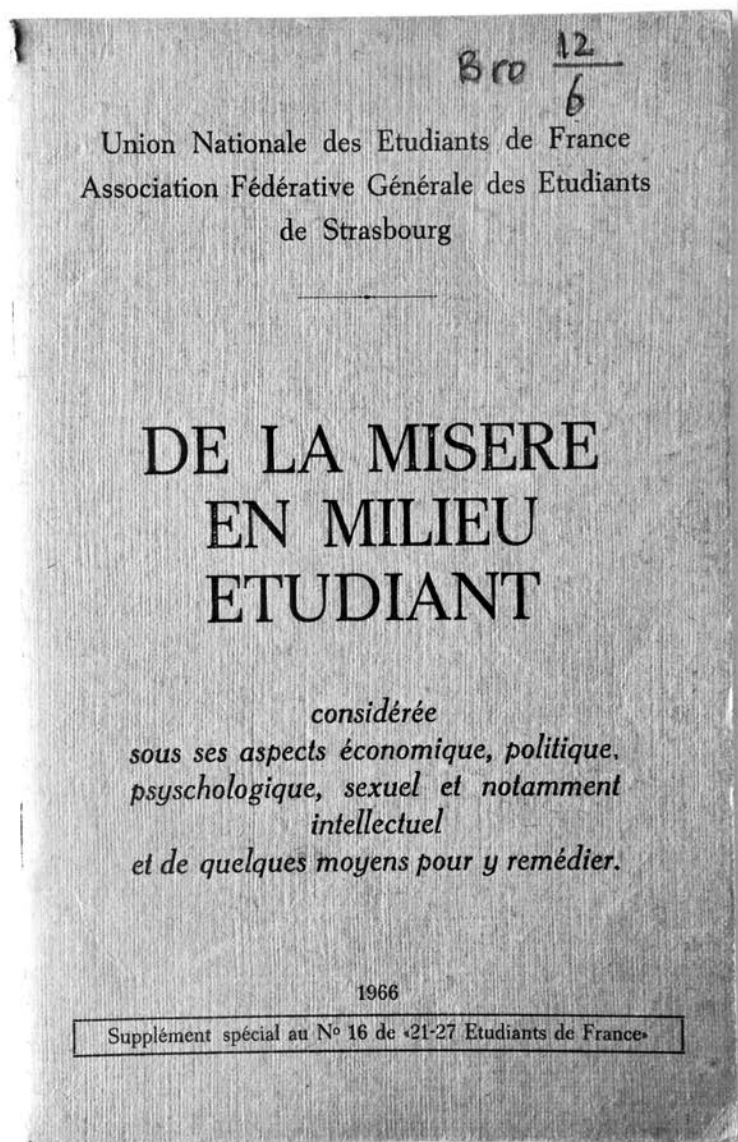 Bro 12/6
Union Nationale des Etudiants de France
Association Fédérative Générale des Etudiants
de Strasbourg
DE LA MISERE
EN MILIEU
ETUDIANT
considérée
sous ses aspects économique, politique,
psyschologique, sexuel et notamment
intellectuel
et de quelques moyens pour y remédier.
1966
Supplément spécial au Nº 16 de «21-27 Etudiants de France»